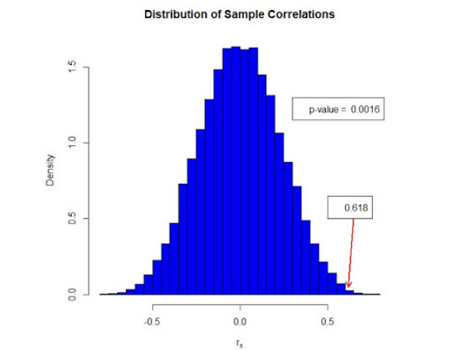 Distribution of Sample Correlations
Density
1.5
1.0
0.5
0.0
p-value = 0.0016
0.618
-0.5 0.0 0.5
rs